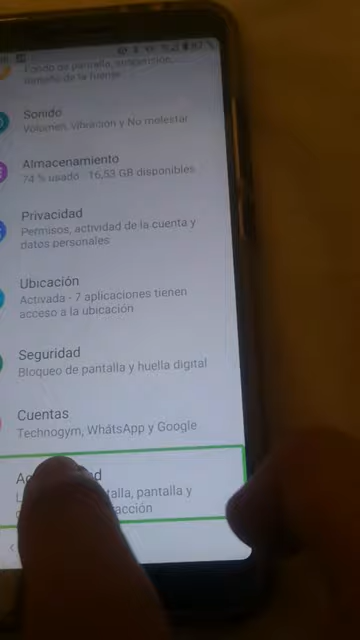 Fondo de pantalla, suspensión,
tamaño de la fuente
Sonido
Volumen, vibración y No molestar
Almacenamiento
74 % usado - 16,53 GB disponibles
Privacidad
Permisos, actividad de la cuenta y
datos personales
Ubicación
Activada - 7 aplicaciones tienen
acceso a la ubicación
Seguridad
Bloqueo de pantalla y huella digital
Cuentas
Technogym, WhatsApp y Google
pantalla y